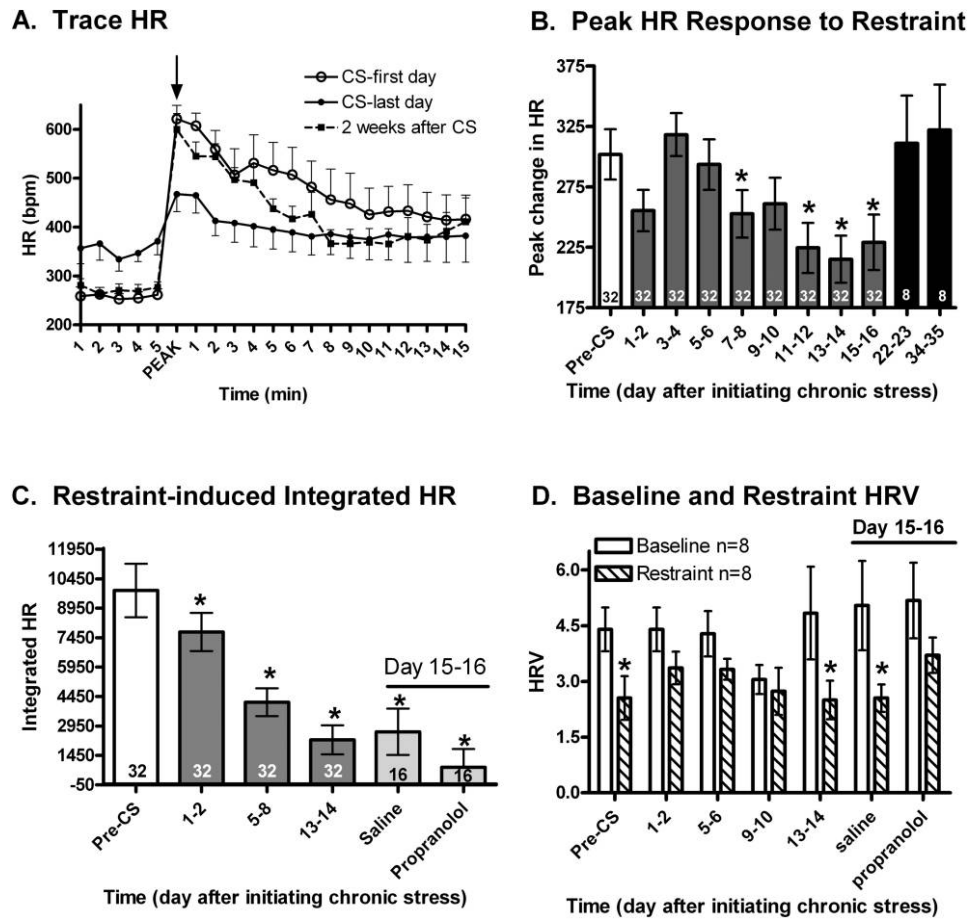 A. Trace HR
CS-first day
CS-last day
2 weeks after CS
HR (bpm)
600
500
400
300
200
1 2 3 4 5 PEAK 1 2 3 4 5 6 7 8 9 10 11 12 13 14 15
Time (min)
B. Peak HR Response to Restraint
Peak change in HR
375
325
275
225
175
* * * *
32 32 32 32 32 32 32 32 32 8 8
Pre-CS 1-2 3-4 5-6 7-8 9-10 11-12 13-14 15-16 22-23 34-35
Time (day after initiating chronic stress)
C. Restraint-induced Integrated HR
Integrated HR
11950
10450
8950
7450
5950
4450
2950
1450
-50
Day 15-16
* * * * *
32 32 32 32 16 16
Pre-CS 1-2 5-8 13-14 Saline Propranolol
Time (day after initiating chronic stress)
D. Baseline and Restraint HRV
Day 15-16
Baseline n=8
Restraint n=8
HRV
6.0
4.5
3.0
1.5
0.0
* * *
Pre-CS 1-2 5-6 9-10 13-14 saline propranolol
Time (day after initiating chronic stress)